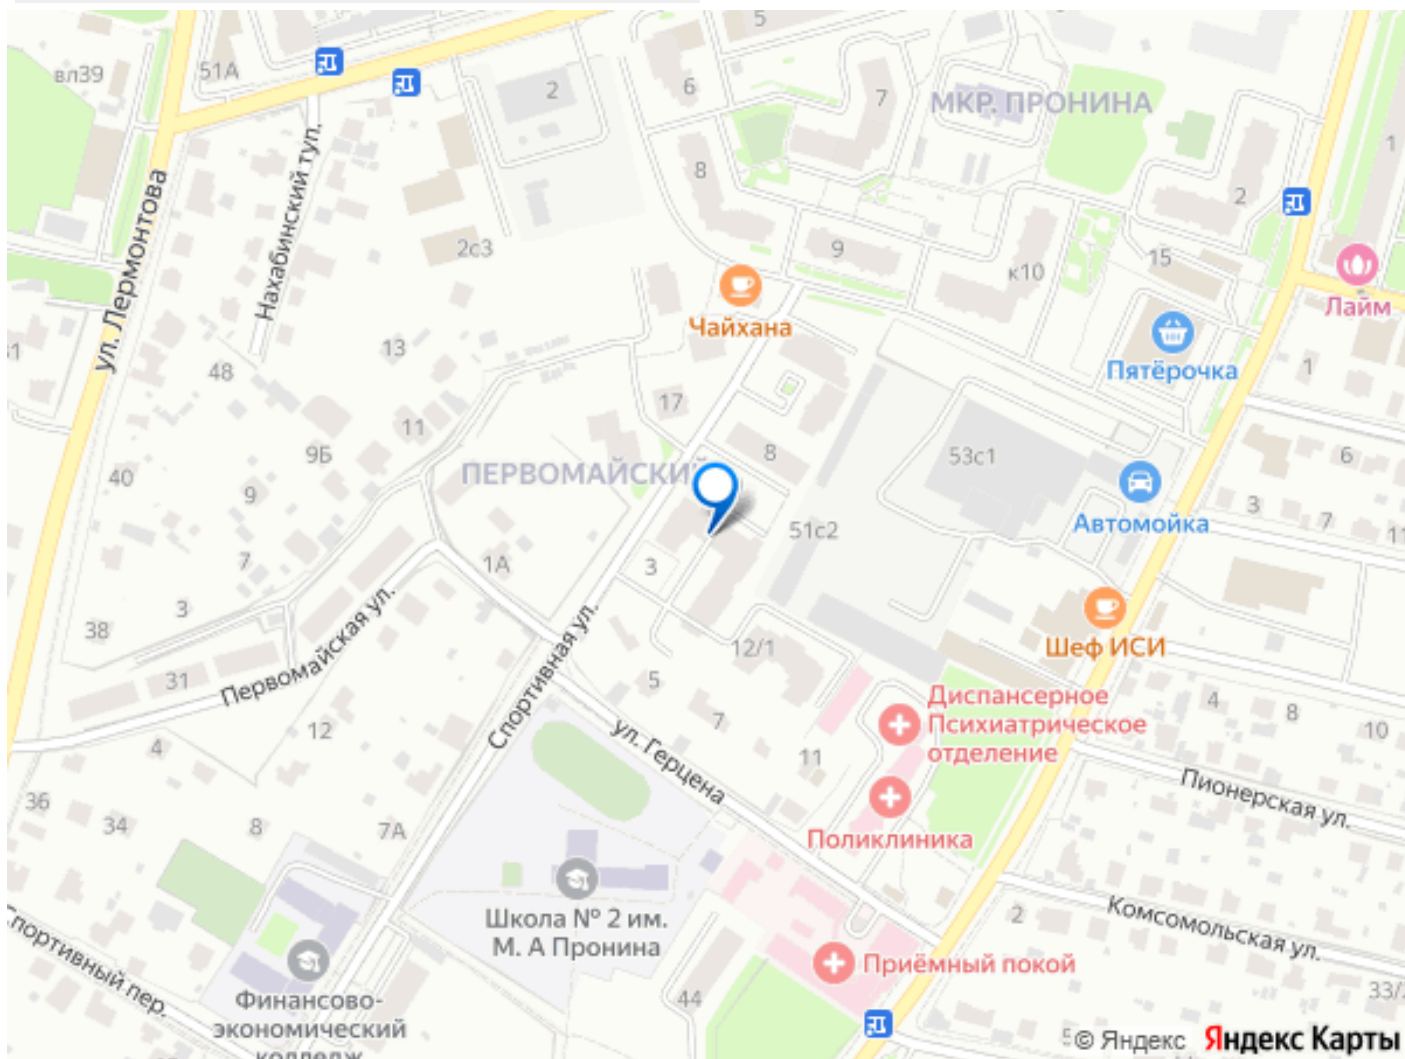 5
вл39
51А
2
6
7
МКР. ПРОНИНА
1
Нахабинский туп.
ул. Лермонтова
8
2
2с3
9
к10
15
Лайм
Чайхана
Пятёрочка
13
48
1
17
11
9Б
8
53с1
6
40
ПЕРВОМАЙСКИЙ
9
Автомойка
3
7
11
51с2
1А
3
7
3
38
Шеф ИСИ
Первомайская ул.
Спортивная ул.
12/1
31
5
7
Диспансерное
Психиатрическое
отделение
4
8
10
12
4
ул. Герцена
11
Пионерская ул.
36
34
8
7А
Поликлиника
Школа № 2 им.
М. А Пронина
2
Комсомольская ул.
Спортивный пер.
Приёмный покой
Финансово-
экономический
колледж
44
33/
5
© Яндекс Яндекс Карты